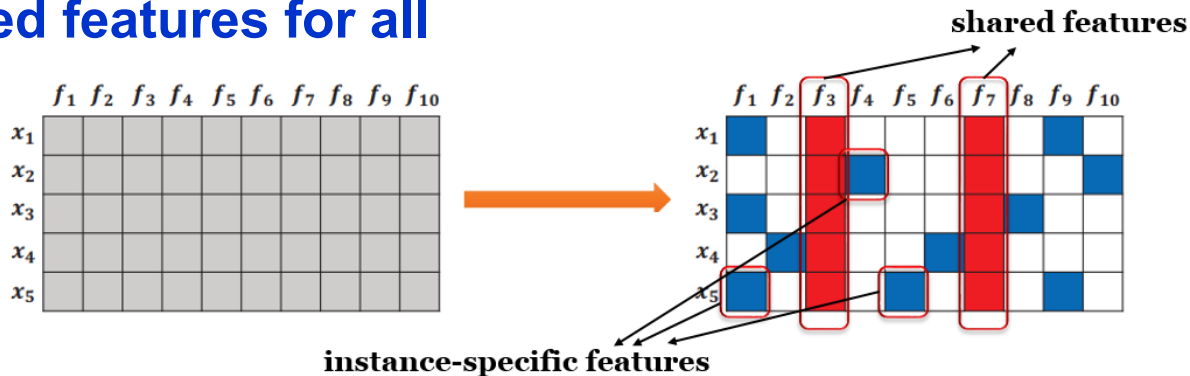 ed features for all
shared features
f1 f2 f3 f4 f5 f6 f7 f8 f9 f10
x1
x2
x3
x4
x5
f1 f2 f3 f4 f5 f6 f7 f8 f9 f10
x1
x2
x3
x4
x5
instance-specific features